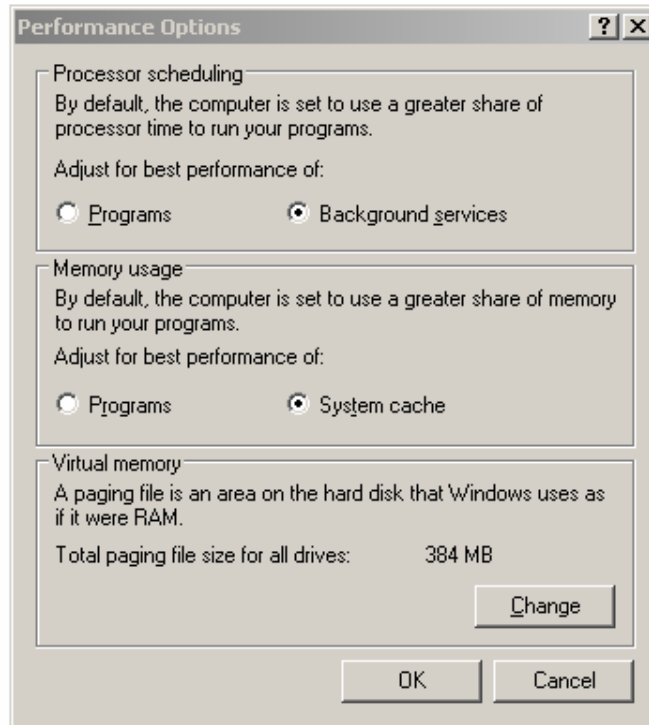 Performance Options
Processor scheduling
By default, the computer is set to use a greater share of
processor time to run your programs.
Adjust for best performance of:
Programs Background services
Memory usage
By default, the computer is set to use a greater share of memory
to run your programs.
Adjust for best performance of:
Programs System cache
Virtual memory
A paging file is an area on the hard disk that Windows uses as
if it were RAM.
Total paging file size for all drives: 384 MB
Change
OK Cancel